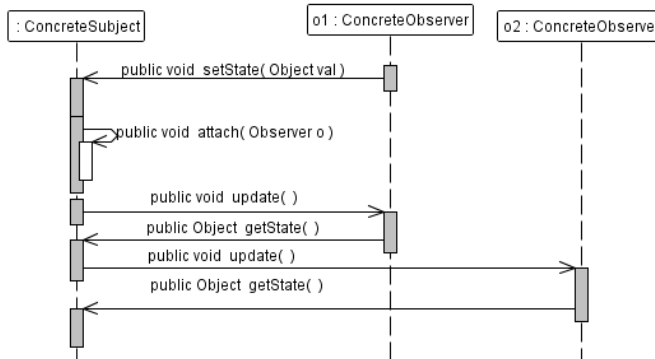 : ConcreteSubject
o1 : ConcreteObserver
o2 : ConcreteObserve
public void setState( Object val )
public void attach( Observer o )
public void update( )
public Object getState( )
public void update( )
public Object getState( )